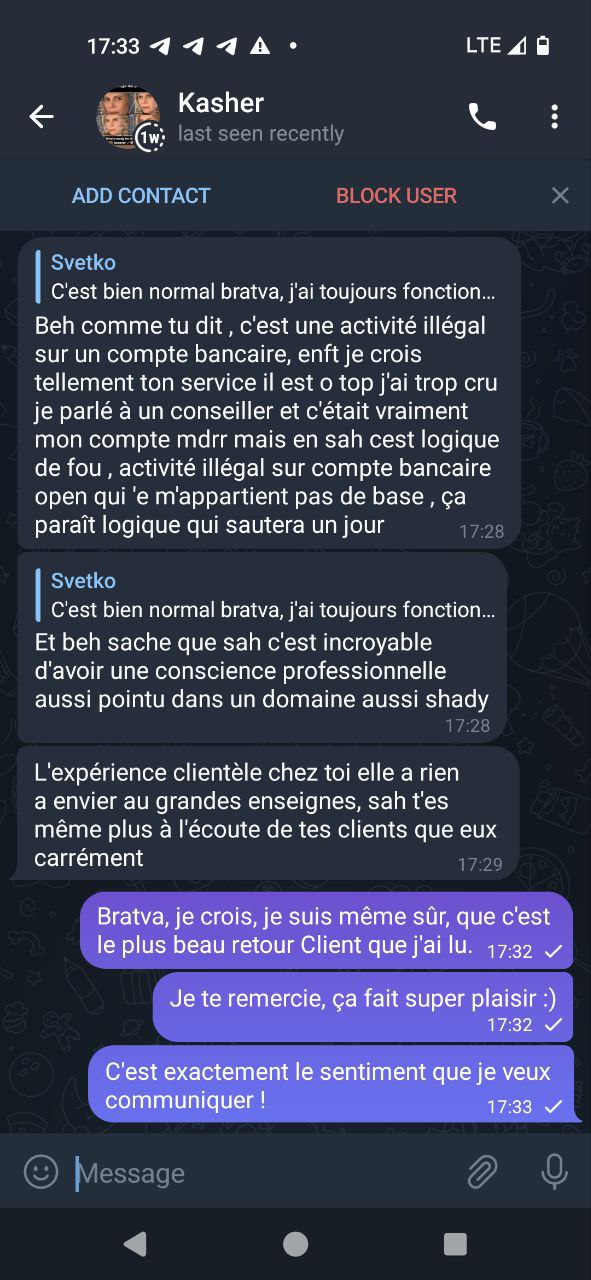 17:33
LTE
1w
Kasher
last seen recently
ADD CONTACT
BLOCK USER
Svetko
C'est bien normal bratva, j'ai toujours fonction...
Beh comme tu dit , c'est une activité illégal
sur un compte bancaire, enft je crois
tellement ton service il est o top j'ai trop cru
je parlé à un conseiller et c'était vraiment
mon compte mdrr mais en sah cest logique
de fou , activité illégal sur compte bancaire
open qui 'e m'appartient pas de base , ça
paraît logique qui sautera un jour
17:28
Svetko
C'est bien normal bratva, j'ai toujours fonction...
Et beh sache que sah c'est incroyable
d'avoir une conscience professionnelle
aussi pointu dans un domaine aussi shady
17:28
L'expérience clientèle chez toi elle a rien
a envier au grandes enseignes, sah t'es
même plus à l'écoute de tes clients que eux
carrément
17:29
Bratva, je crois, je suis même sûr, que c'est
le plus beau retour Client que j'ai lu.
17:32
Je te remercie, ça fait super plaisir :)
17:32
C'est exactement le sentiment que je veux
communiquer !
17:33
Message